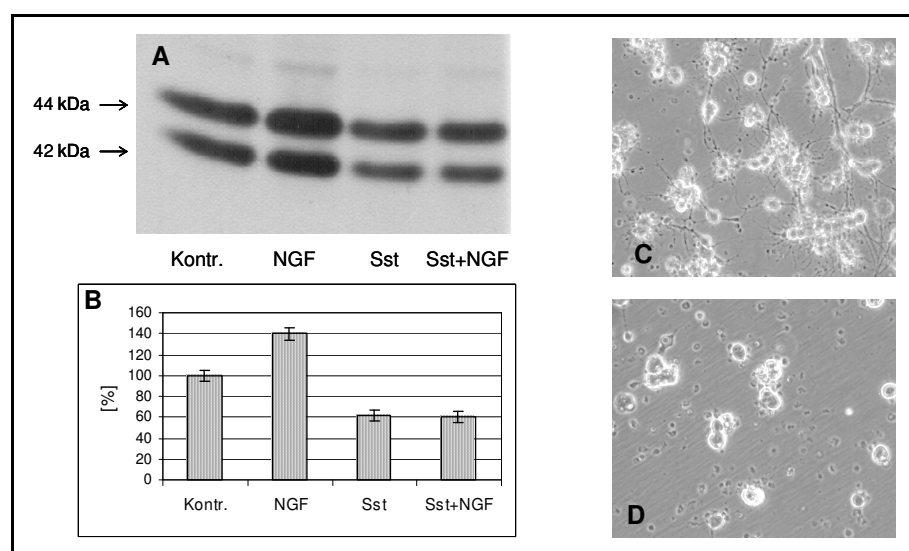 A
44 kDa →
42 kDa →
Kontr. NGF Sst Sst+NGF
B
160
140
120
100
80
60
40
20
0
[%]
Kontr. NGF Sst Sst+NGF
C
D